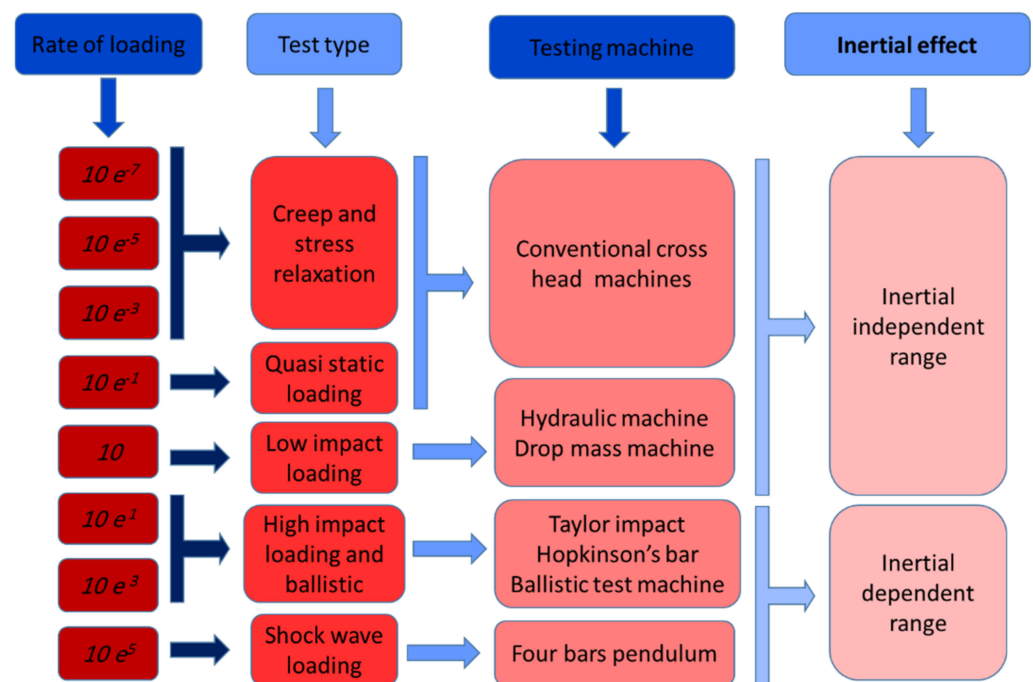 Rate of loading
Test type
Testing machine
Inertial effect
10 e-7
10 e-5
10 e-3
10 e-1
10
10 e1
10 e 3
10 e5
Creep and
stress
relaxation
Quasi static
loading
Low impact
loading
High impact
loading and
ballistic
Shock wave
loading
Conventional cross
head machines
Hydraulic machine
Drop mass machine
Taylor impact
Hopkinson's bar
Ballistic test machine
Four bars pendulum
Inertial
independent
range
Inertial
dependent
range